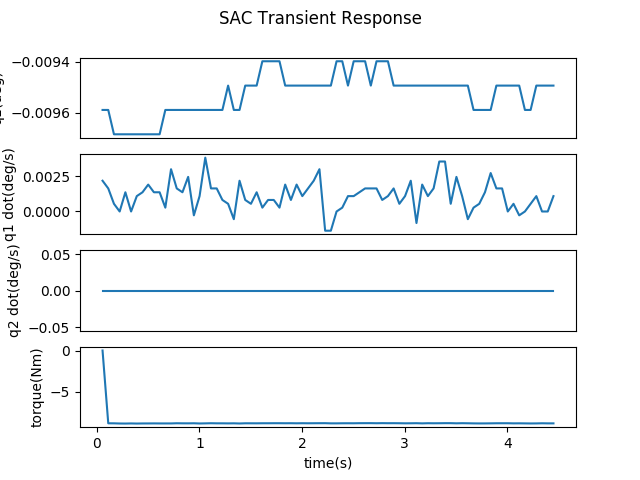 SAC Transient Response
−0.0094
−0.0096
0.0025
0.0000
q1 dot(deg/s)
0.05
0.00
−0.05
q2 dot(deg/s)
0
−5
torque(Nm)
0
1
2
3
4
time(s)